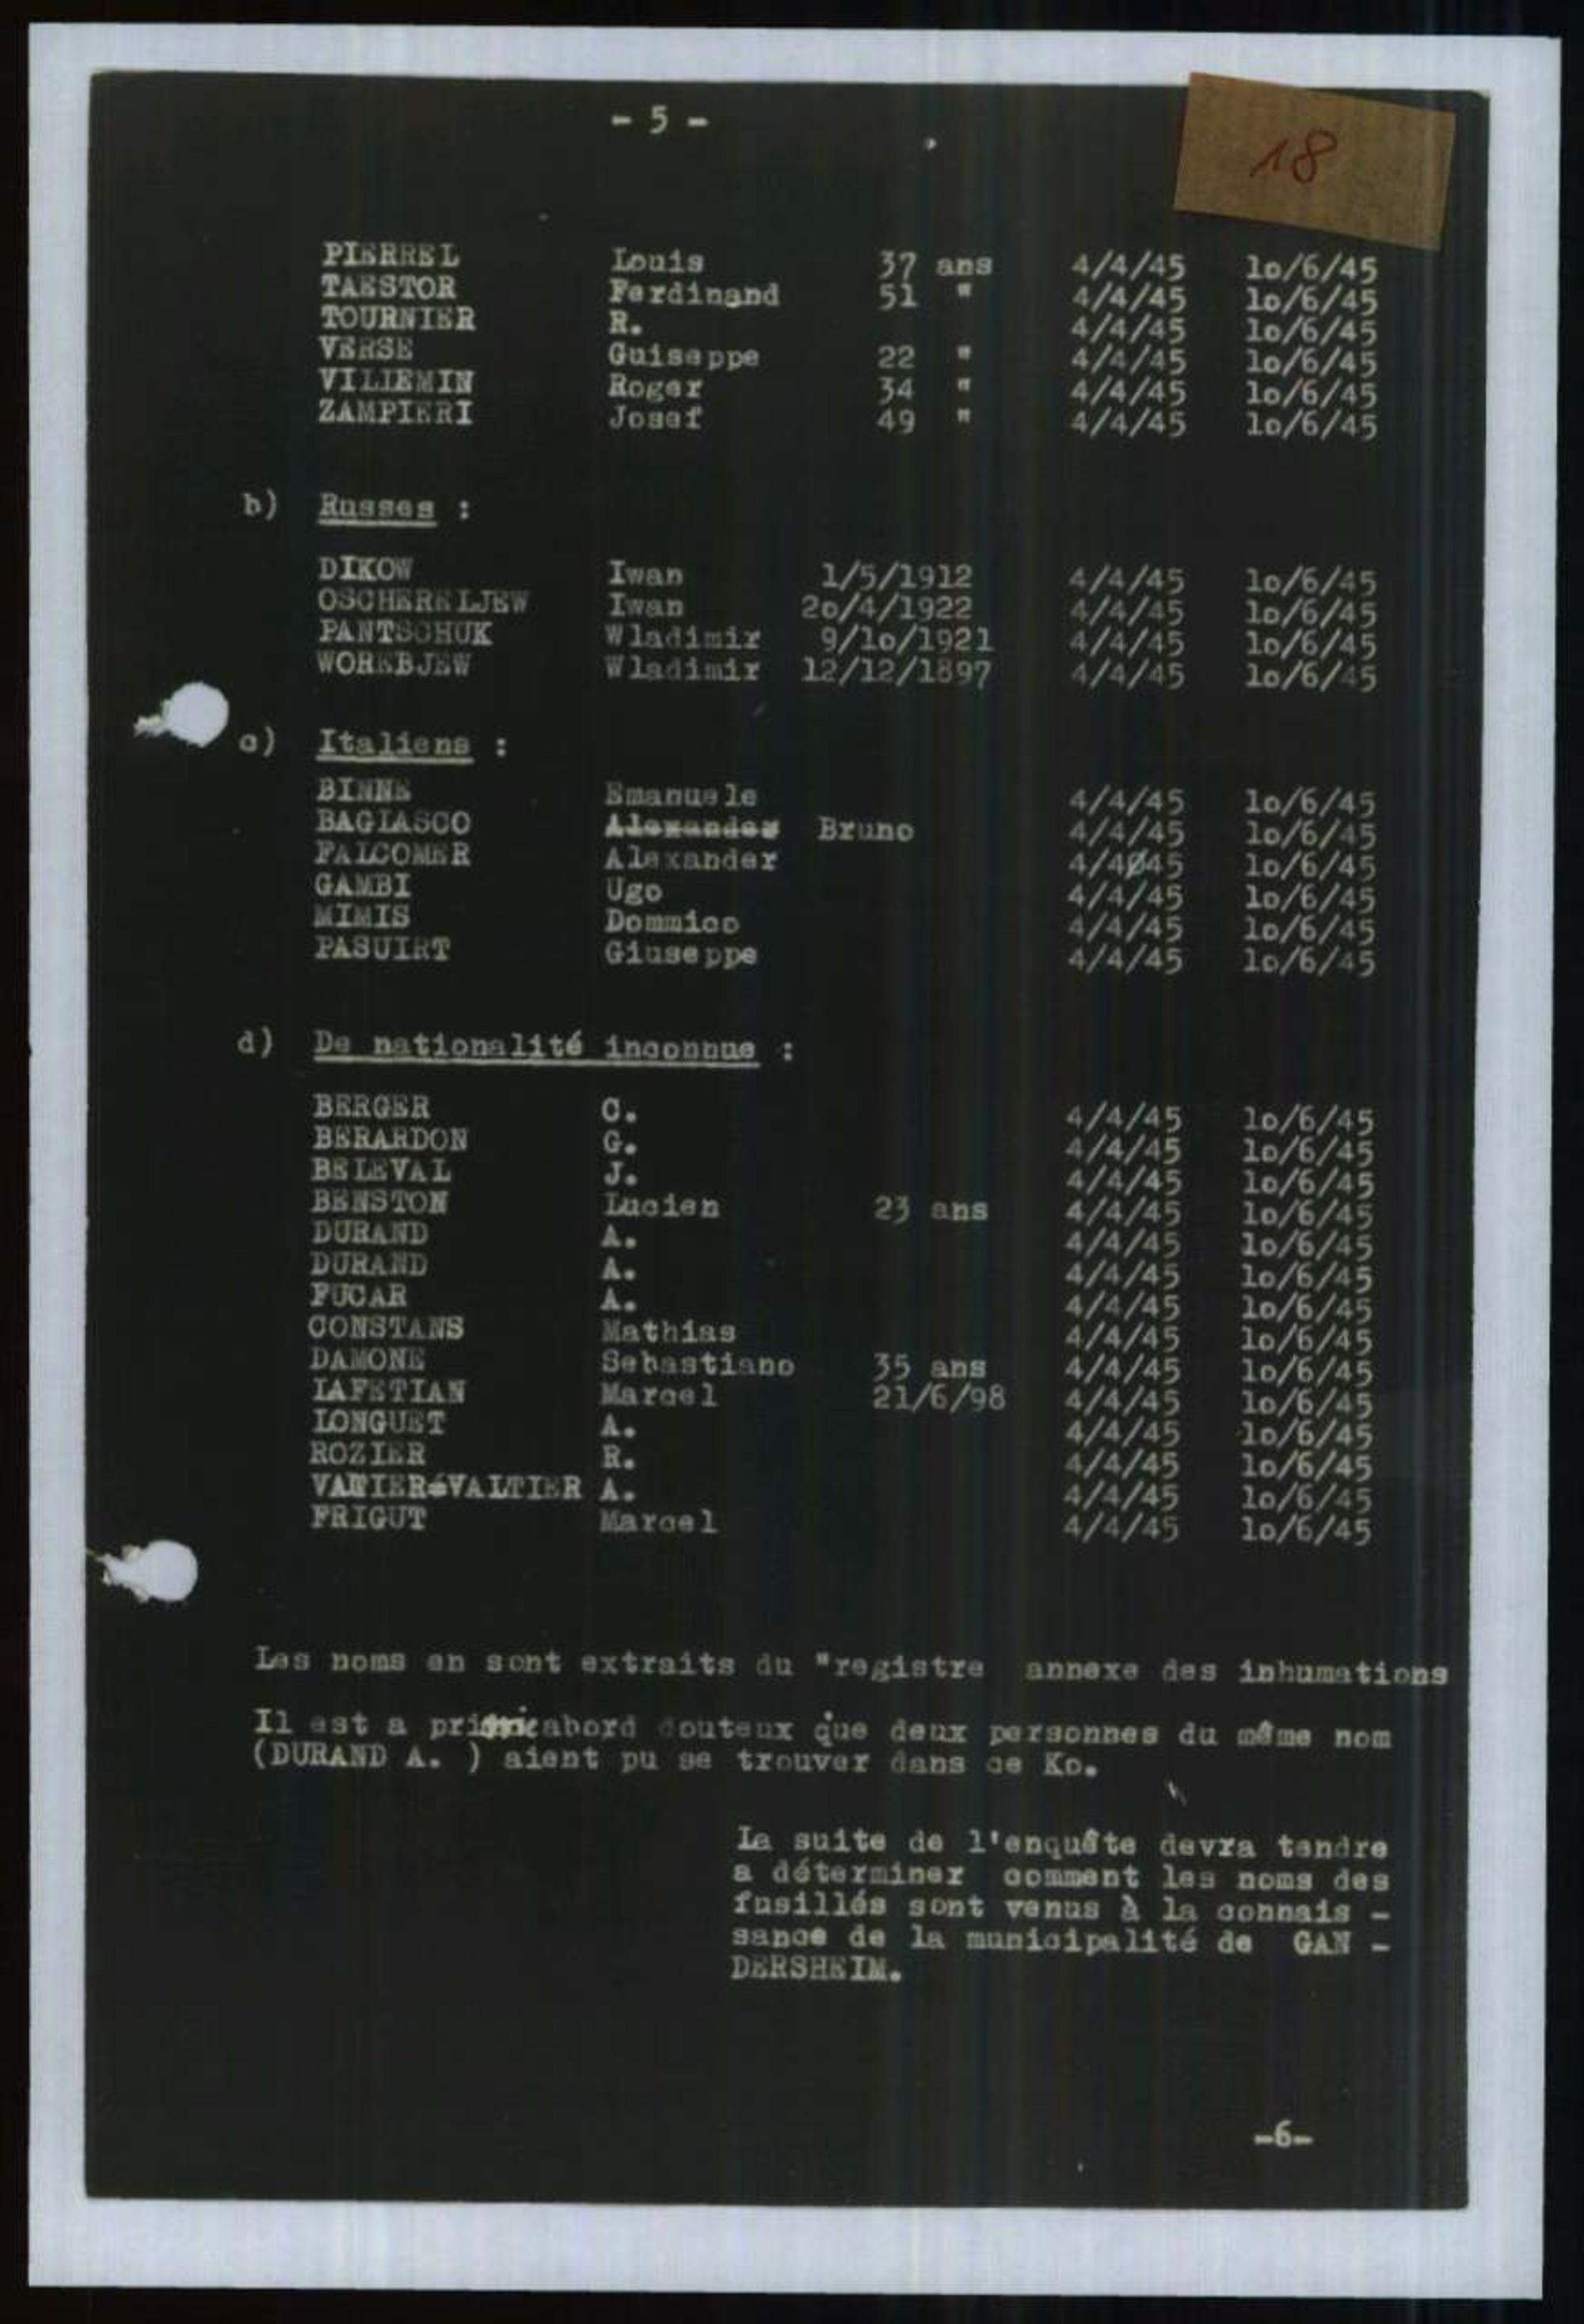 - 5 -
18
PIERREL Louis 37 ans 4/4/45 1o/6/45
TAESTOR Ferdinand 51 " 4/4/45 1o/6/45
TOURNIER R. 4/4/45 1o/6/45
VERSE Guiseppe 22 " 4/4/45 1o/6/45
VILLEMIN Roger 34 " 4/4/45 1o/6/45
ZAMPIERI Josef 49 " 4/4/45 1o/6/45
b) Russes :
DIKOW Iwan 1/5/1912 4/4/45 1o/6/45
OSCHERELJEW Iwan 2o/4/1922 4/4/45 1o/6/45
PANTSCHUK Wladimir 9/1o/1921 4/4/45 1o/6/45
WOREBJEW Wladimir 12/12/1897 4/4/45 1o/6/45
c) Italiens :
BINNE Emanuele 4/4/45 1o/6/45
BAGLASCO Alexander Bruno 4/4/45 1o/6/45
FALCOMER Alexander 4/4045 1o/6/45
GAMBI Ugo 4/4/45 1o/6/45
MIMIS Dommico 4/4/45 1o/6/45
PASUIRT Giuseppe 4/4/45 1o/6/45
d) De nationalité inconnue :
BERGER C. 4/4/45 1o/6/45
BERARDON G. 4/4/45 1o/6/45
BELEVAL J. 4/4/45 1o/6/45
BENSTON Lucien 23 ans 4/4/45 1o/6/45
DURAND A. 4/4/45 1o/6/45
DURAND A. 4/4/45 1o/6/45
FUCAR A. 4/4/45 1o/6/45
CONSTANS Mathias 4/4/45 1o/6/45
DAMONE Sebastiano 35 ans 4/4/45 1o/6/45
LAFETIAN Marcel 21/6/98 4/4/45 1o/6/45
LONGUET A. 4/4/45 1o/6/45
ROZIER R. 4/4/45 1o/6/45
VALTIER A. 4/4/45 1o/6/45
FRIGUT Marcel 4/4/45 1o/6/45
Les noms en sont extraits du "registre annexe des inhumations
Il est a abord douteux que deux personnes du même nom
(DURAND A. ) aient pu se trouver dans ce Ko.
La suite de l'enquête devra tendre
a déterminer comment les noms des
fusillés sont venus à la connais -
sance de la municipalité de GAN -
DERSHEIM.
-6-